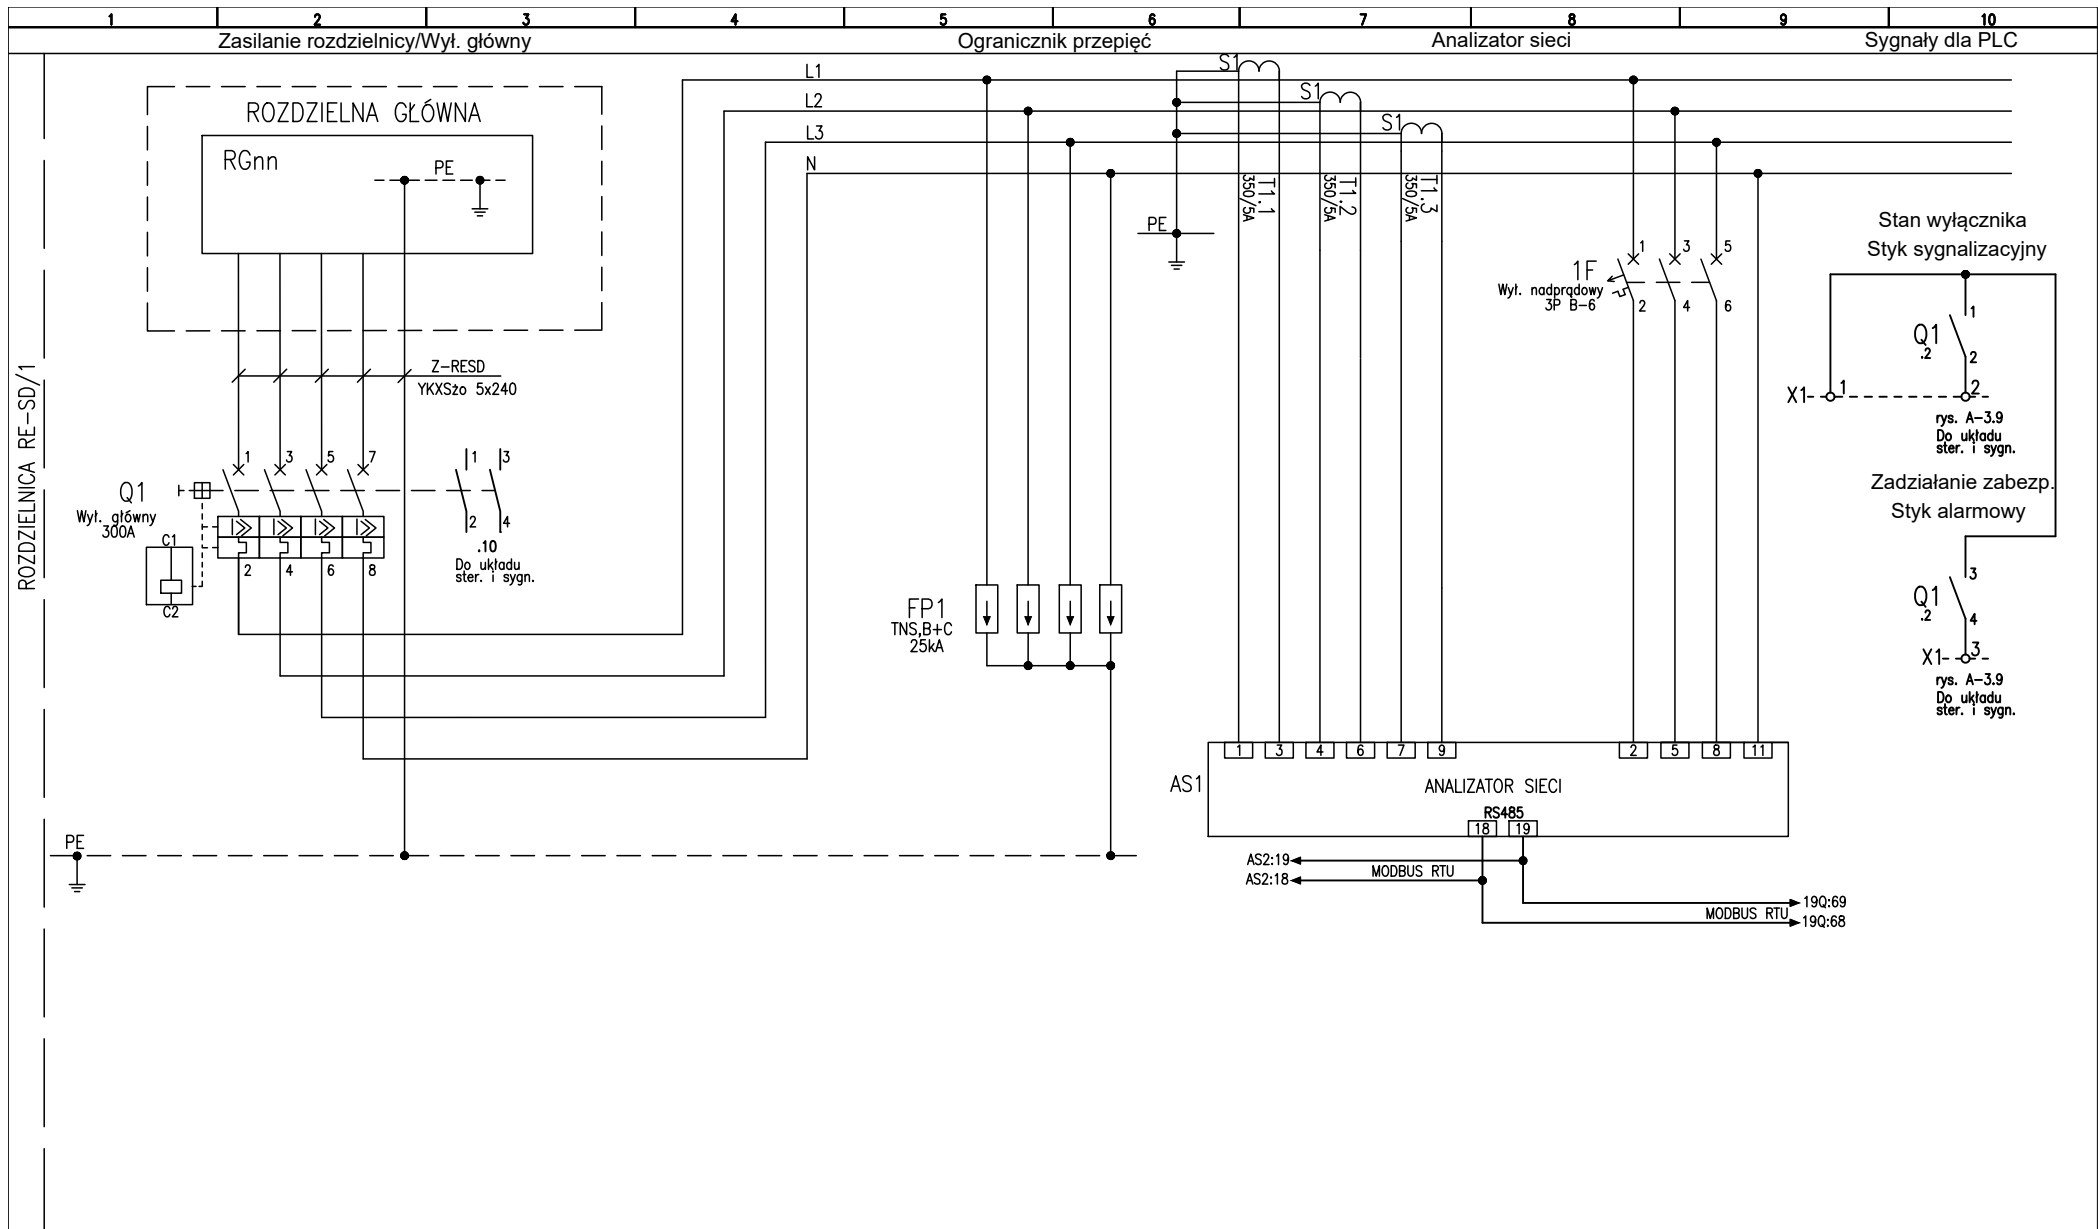 1 2 3 4 5 6 7 8 9 10
Zasilanie rozdzielnicy/Wył. główny
Ogranicznik przepięć
Analizator sieci
Sygnały dla PLC
ROZDZIELNICA RE-SD/1
ROZDZIELNA GŁÓWNA
RGnn
PE
Z-RESD
YKXSżo 5x240
Q1
Wył. główny
300A
C1
C2
1 3 5 7
2 4 6 8
1 3
2 4
.10
Do układu
ster. i sygn.
PE
L1
L2
L3
N
FP1
TNS,B+C
25kA
S1
S1
S1
PE
T1.1
350/5A
T1.2
350/5A
T1.3
350/5A
1F
Wył. nadprądowy
3P B-6
1 3 5
2 4 6
AS1
1 3 4 6 7 9 2 5 8 11
ANALIZATOR SIECI
RS485
18 19
AS2:19
AS2:18
MODBUS RTU
MODBUS RTU
19Q:69
19Q:68
Stan wyłącznika
Styk sygnalizacyjny
Q1
.2
1
2
X1
1
2
rys. A-3.9
Do układu
ster. i sygn.
Zadziałanie zabezp.
Styk alarmowy
Q1
.2
3
4
X1
3
rys. A-3.9
Do układu
ster. i sygn.